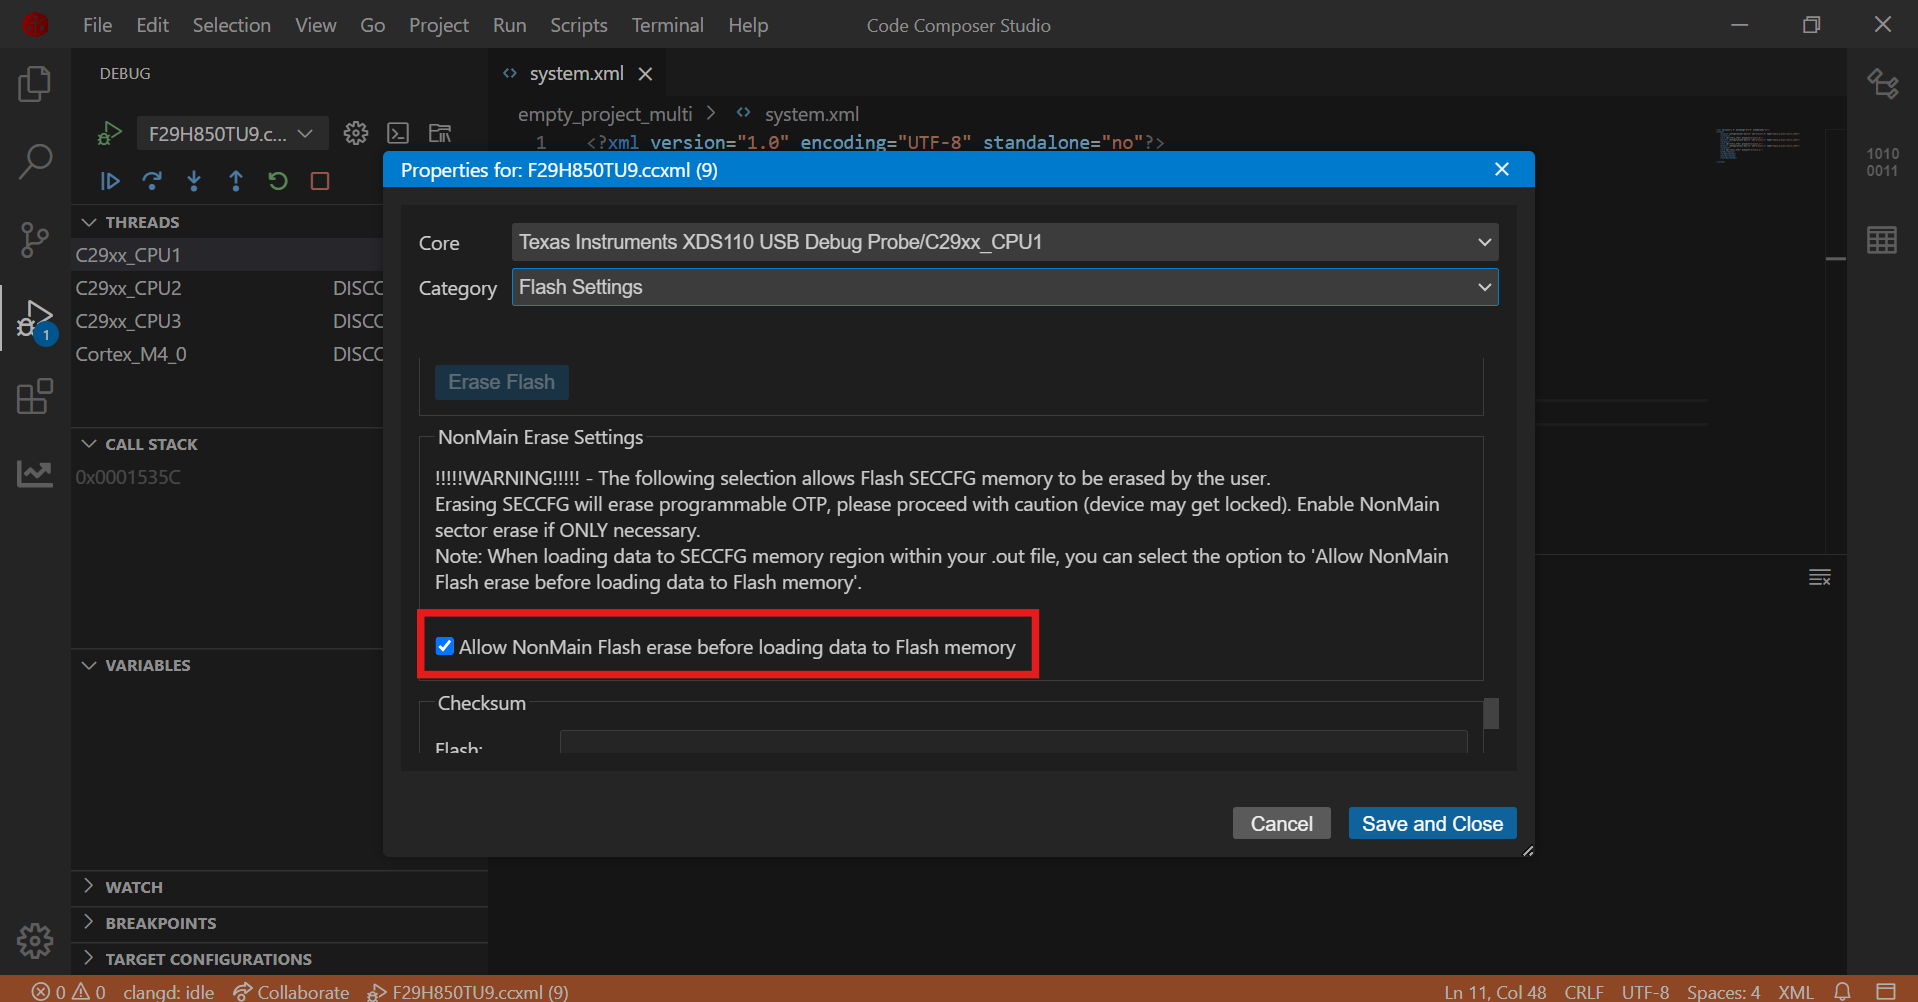 File Edit Selection View Go Project Run Scripts Terminal Help
Code Composer Studio
DEBUG
F29H850TU9.c...
THREADS
C29xx_CPU1
C29xx_CPU2 DISCC
C29xx_CPU3 DISCC
Cortex_M4_0 DISCC
CALL STACK
0x0001535C
VARIABLES
WATCH
BREAKPOINTS
TARGET CONFIGURATIONS
system.xml
empty_project_multi > system.xml
1 <?xml version="1.0" encoding="UTF-8" standalone="no"?>
Properties for: F29H850TU9.ccxml (9)
Core Texas Instruments XDS110 USB Debug Probe/C29xx_CPU1
Category Flash Settings
Erase Flash
NonMain Erase Settings
!!!!!WARNING!!!!! - The following selection allows Flash SECCFG memory to be erased by the user.
Erasing SECCFG will erase programmable OTP, please proceed with caution (device may get locked). Enable NonMain
sector erase if ONLY necessary.
Note: When loading data to SECCFG memory region within your .out file, you can select the option to 'Allow NonMain
Flash erase before loading data to Flash memory'.
Allow NonMain Flash erase before loading data to Flash memory
Checksum
Flash:
Cancel Save and Close
1010
0011
1
0 0 clangd: idle Collaborate F29H850TU9.ccxml (9)
Ln 11, Col 48 CRLF UTF-8 Spaces: 4 XML